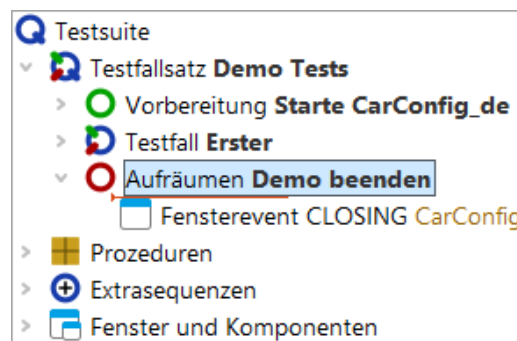 Testsuite
Testfallsatz Demo Tests
Vorbereitung Starte CarConfig_de
Testfall Erster
Aufräumen Demo beenden
Fensterevent CLOSING CarConfig
Prozeduren
Extrasequenzen
Fenster und Komponenten